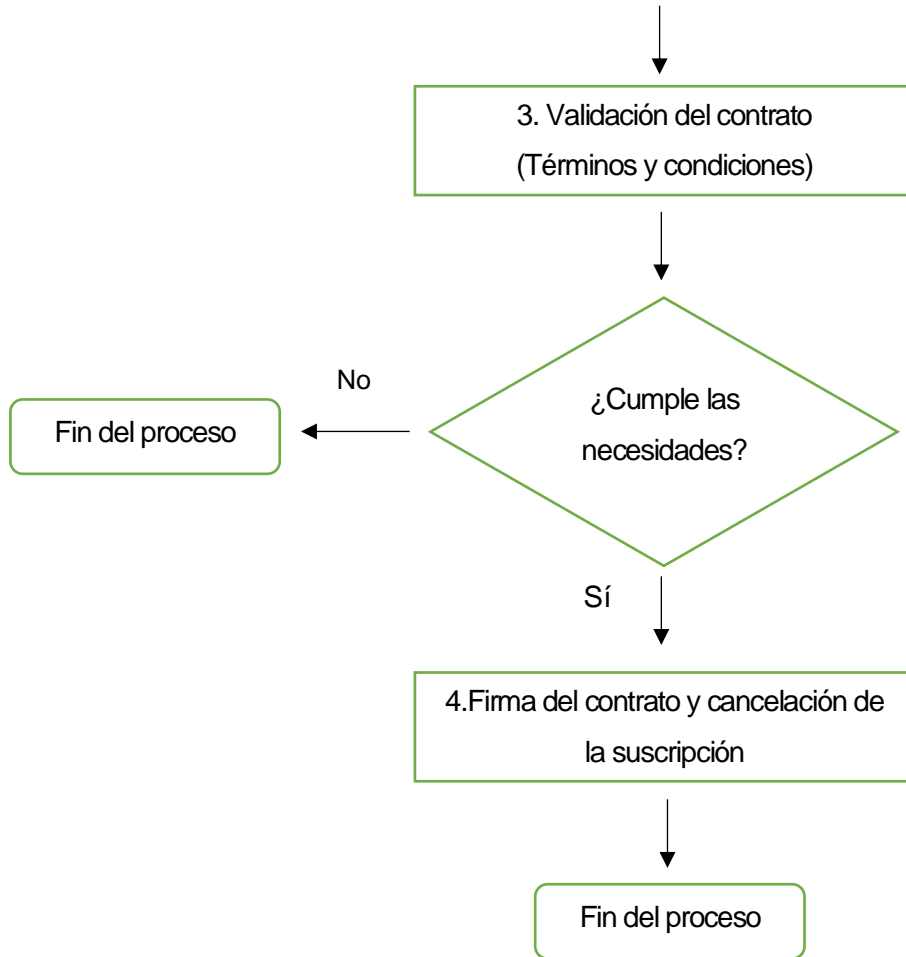 3. Validación del contrato
(Términos y condiciones)
No
¿Cumple las
necesidades?
Fin del proceso
Sí
4.Firma del contrato y cancelación de
la suscripción
Fin del proceso